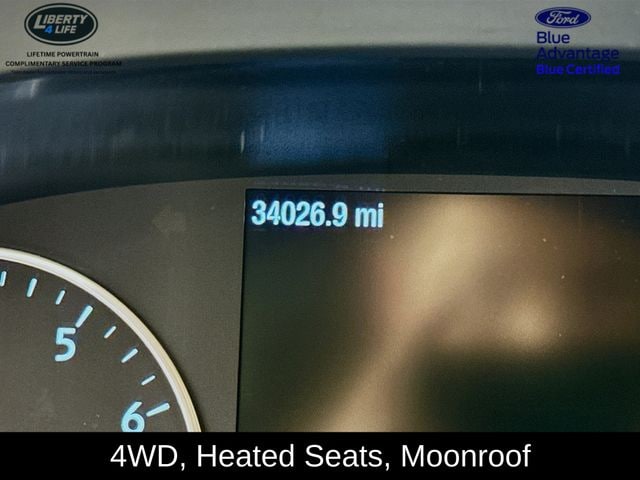 LIBERTY
4 LIFE
LIFETIME POWERTRAIN
COMPLIMENTARY SERVICE PROGRAM
Ford
Blue
Advantage
Blue Certified
34026.9 mi
5
6
4WD, Heated Seats, Moonroof